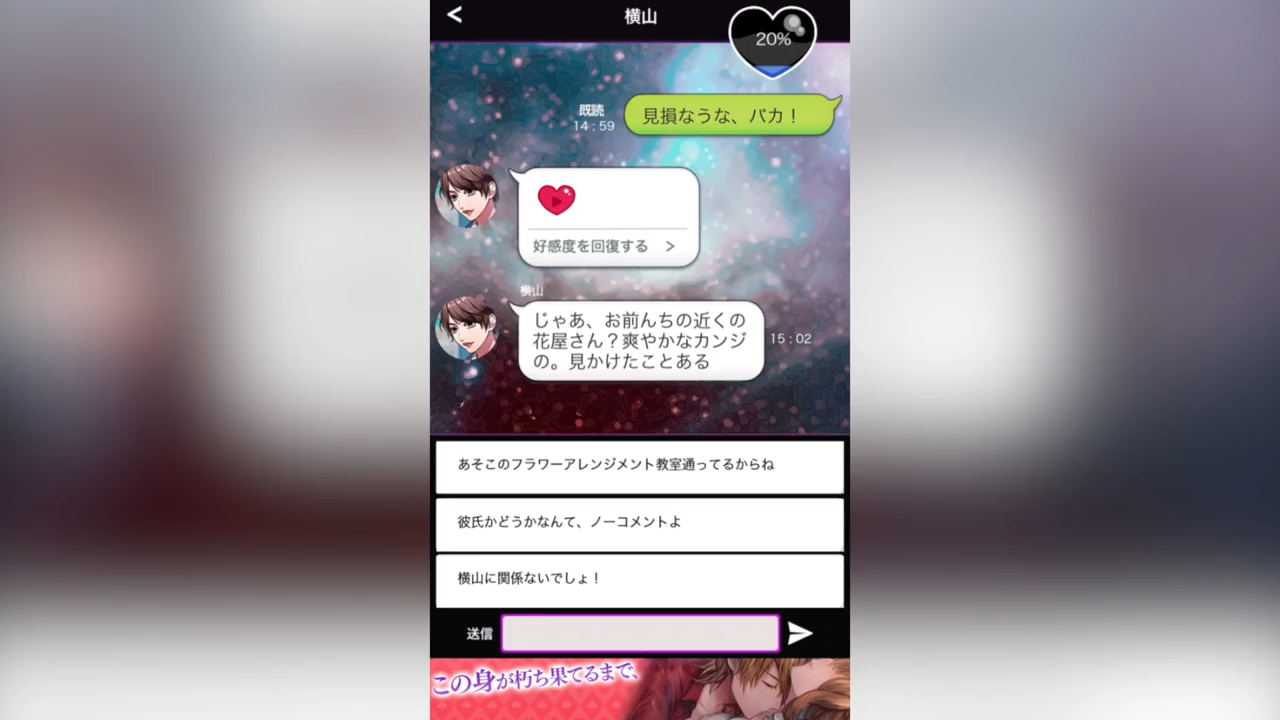 横山
20%
既読
14:59
見損なうな、バカ！
好感度を回復する >
横山
じゃあ、お前んちの近くの
花屋さん？爽やかなカンジ
の。見かけたことある
15:02
あそこのフラワーアレンジメント教室通ってるからね
彼氏かどうかなんて、ノーコメントよ
横山に関係ないでしょ！
送信
この身が朽ち果てるまで、